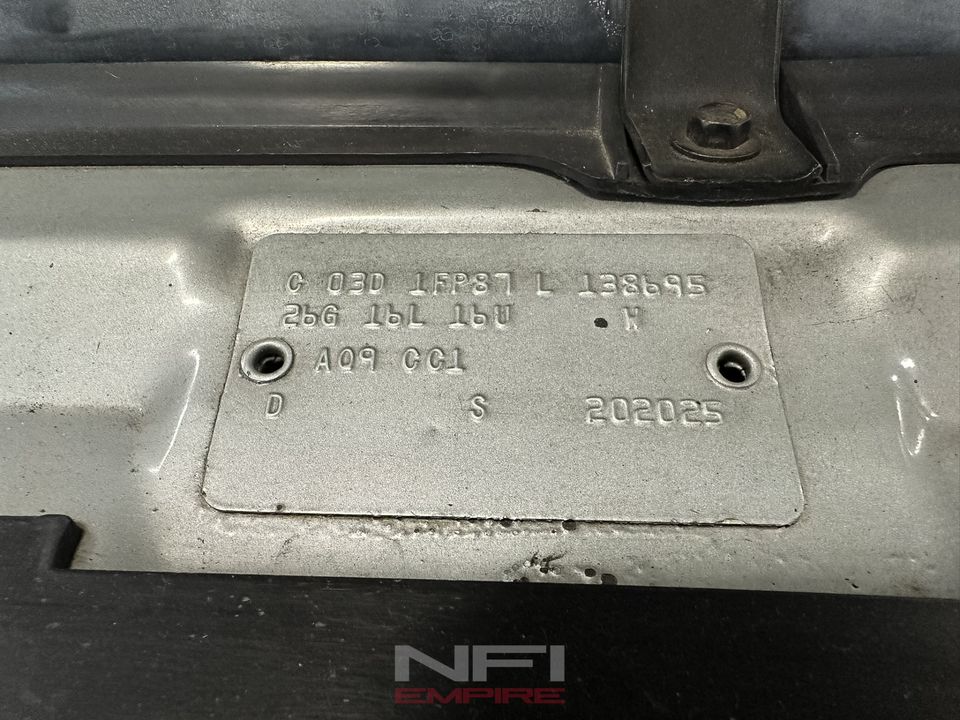 C 03D 1FP87 L 138695
26G 16L 16U W
A09 CC1
D S 202025
NFI
EMPIRE